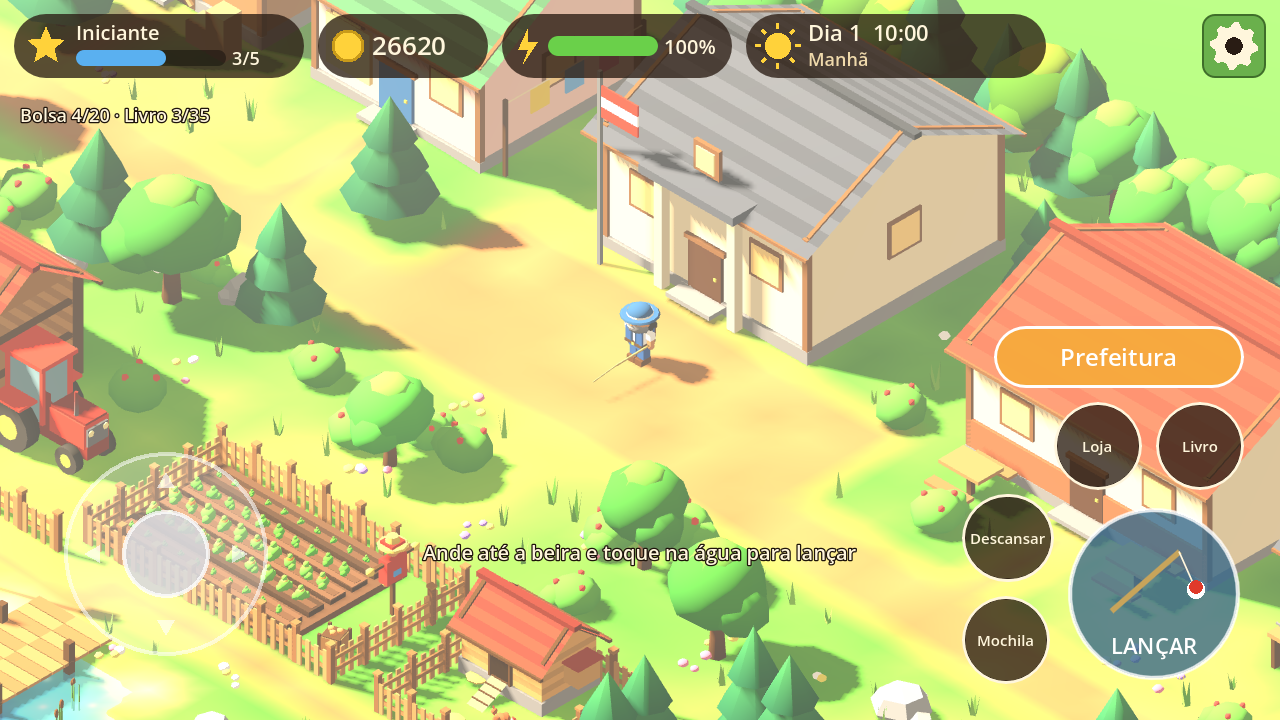 Iniciante
3/5
26620
100%
Dia 1 10:00
Manhã
Bolsa 4/20 · Livro 3/35
Prefeitura
Loja
Livro
Descansar
Ande até a beira e toque na água para lançar
Mochila
LANÇAR